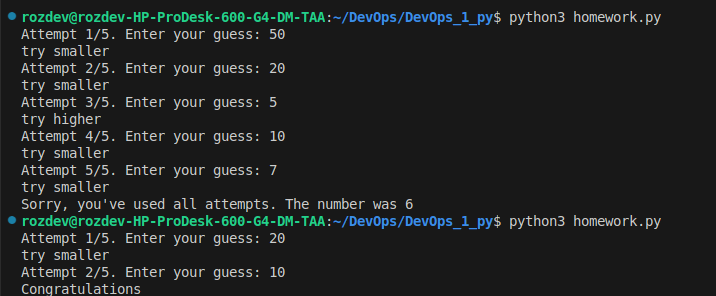 rozdev@rozdev-HP-ProDesk-600-G4-DM-TAA:~/DevOps/DevOps_1_py$ python3 homework.py
Attempt 1/5. Enter your guess: 50
try smaller
Attempt 2/5. Enter your guess: 20
try smaller
Attempt 3/5. Enter your guess: 5
try higher
Attempt 4/5. Enter your guess: 10
try smaller
Attempt 5/5. Enter your guess: 7
try smaller
Sorry, you've used all attempts. The number was 6
rozdev@rozdev-HP-ProDesk-600-G4-DM-TAA:~/DevOps/DevOps_1_py$ python3 homework.py
Attempt 1/5. Enter your guess: 20
try smaller
Attempt 2/5. Enter your guess: 10
Congratulations